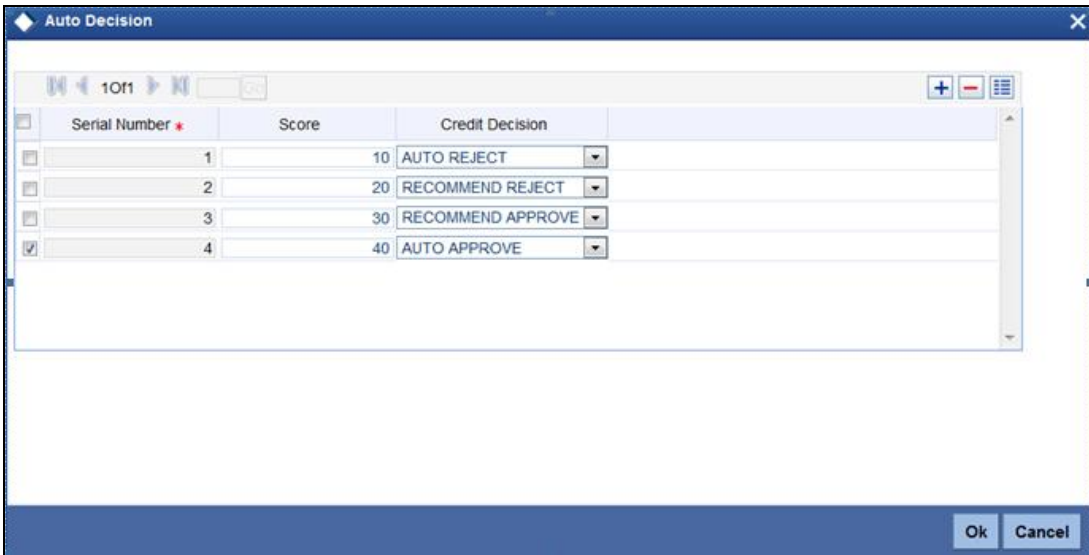 Auto Decision
1Of1 Go
Serial Number * Score Credit Decision
1 10 AUTO REJECT
2 20 RECOMMEND REJECT
3 30 RECOMMEND APPROVE
4 40 AUTO APPROVE
Ok Cancel